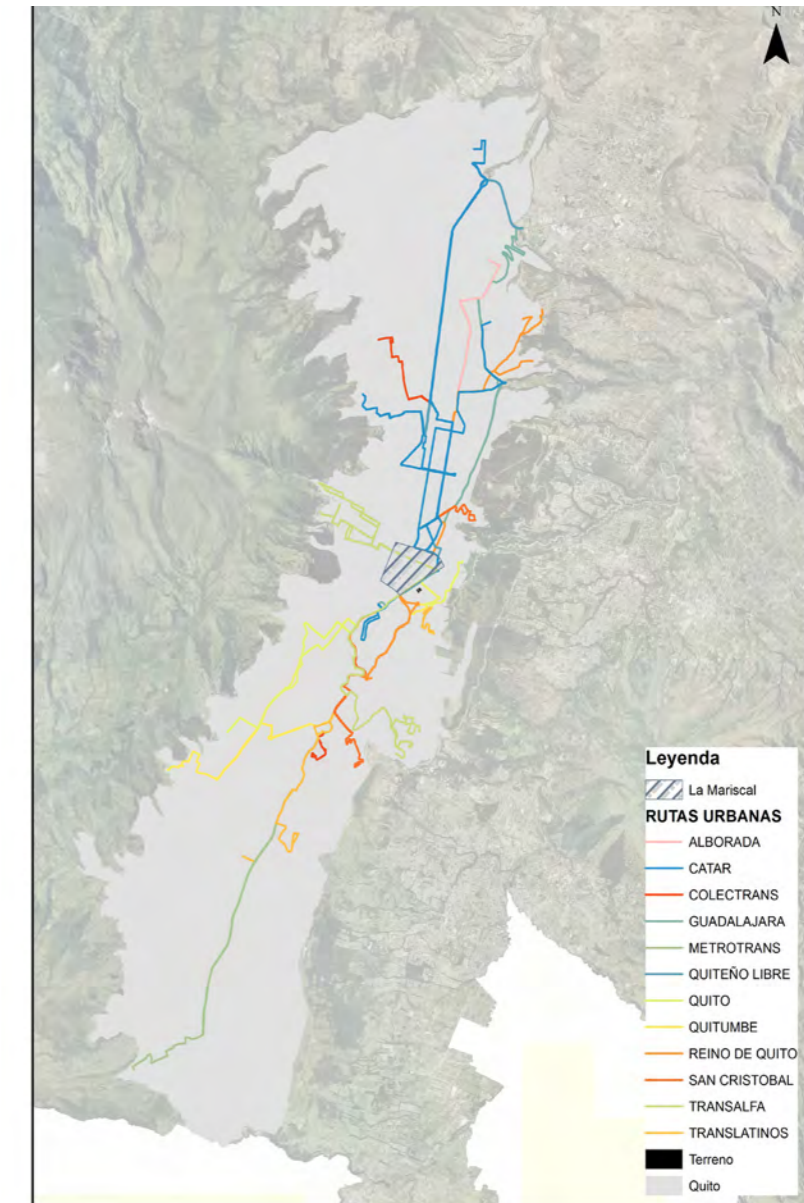 N
Leyenda
La Mariscal
RUTAS URBANAS
ALBORADA
CATAR
COLECTRANS
GUADALAJARA
METROTRANS
QUITEÑO LIBRE
QUITO
QUITUMBE
REINO DE QUITO
SAN CRISTOBAL
TRANSALFA
TRANSLATINOS
Terreno
Quito